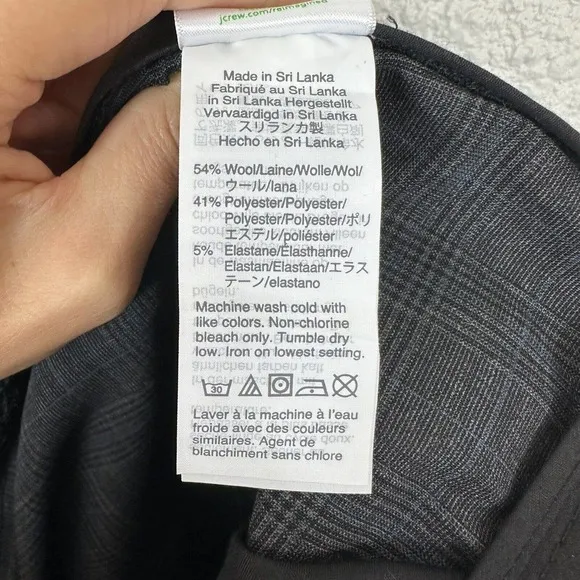 jcrew.com/reimagined
Made in Sri Lanka
Fabriqué au Sri Lanka
in Sri Lanka Hergestellt
Vervaardigd in Sri Lanka
スリランカ製
Hecho en Sri Lanka
54% Wool/Laine/Wolle/Wol/
ウール/lana
41% Polyester/Polyester/
Polyester/Polyester/ポリ
エステル/poliéster
5% Elastane/Élasthanne/
Elastan/Elastaan/エラス
テーン/elastano
Machine wash cold with
like colors. Non-chlorine
bleach only. Tumble dry
low. Iron on lowest setting.
30
Laver à la machine à l'eau
froide avec des couleurs
similaires. Agent de
blanchiment sans chlore